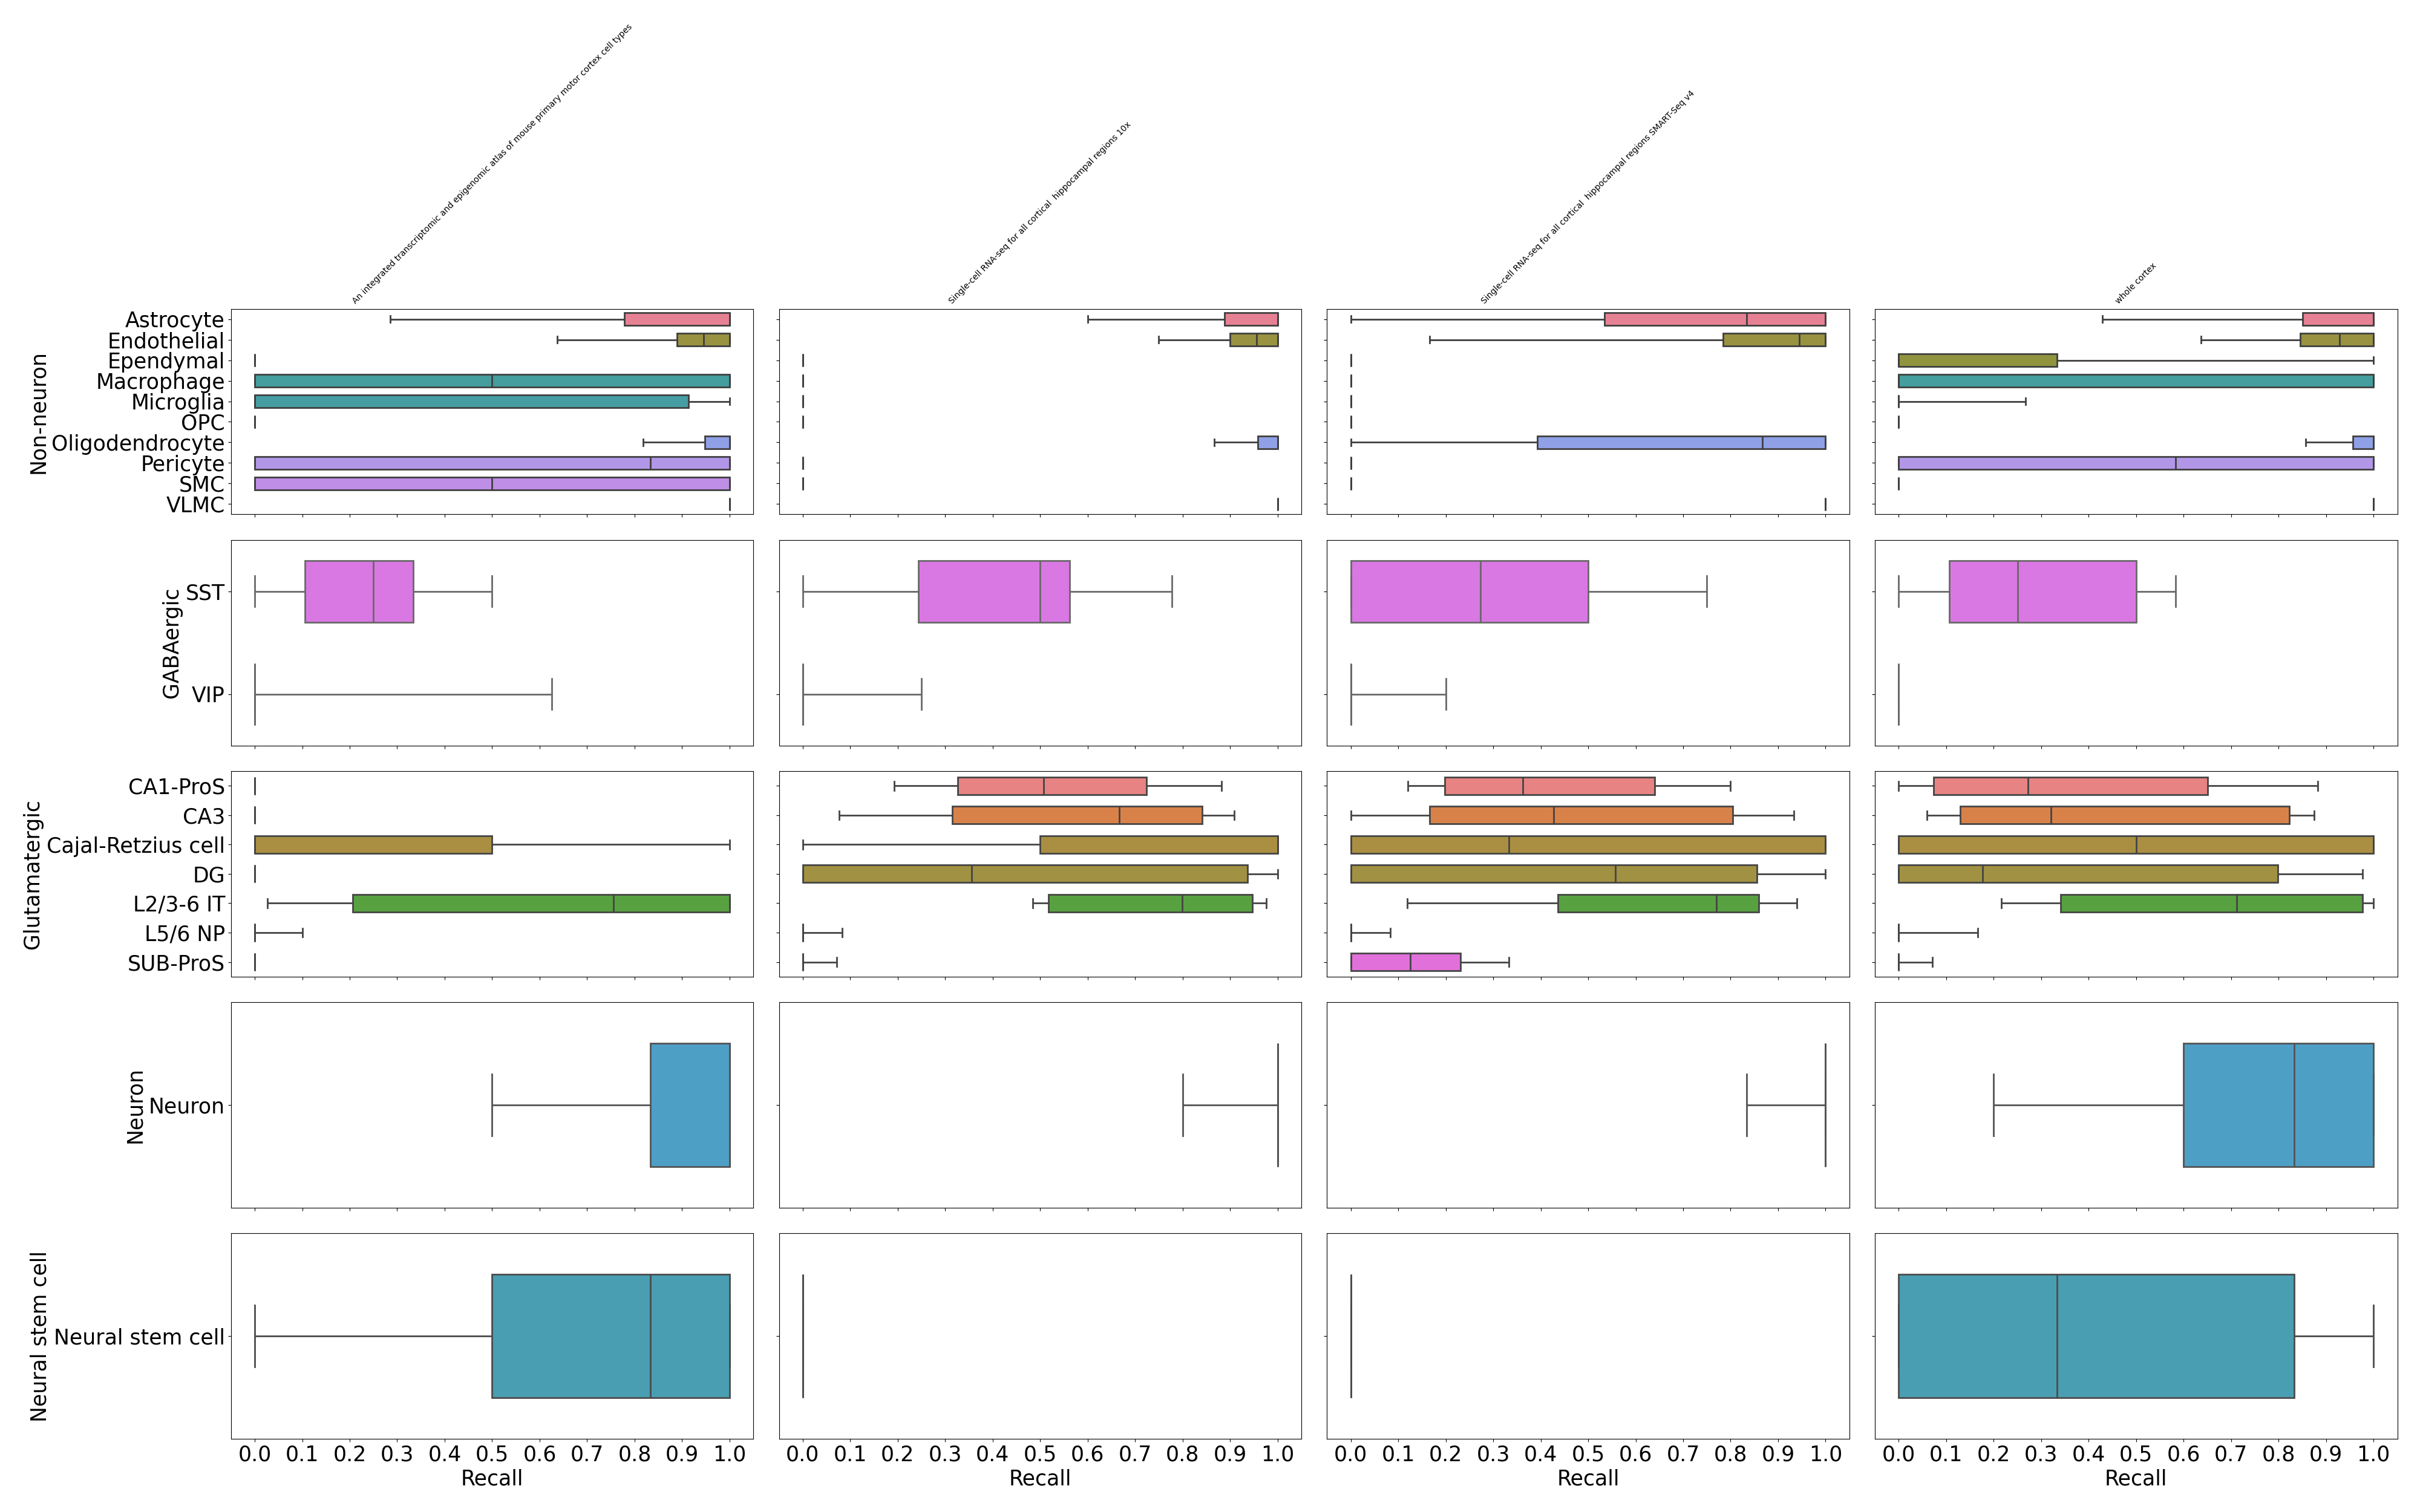 An integrated transcriptomic and epigenomic atlas of mouse primary motor cortex cell types
Single-cell RNA-seq for all cortical  hippocampal regions 10x
Single-cell RNA-seq for all cortical  hippocampal regions SMART-Seq v4
whole cortex
Non-neuron
Astrocyte
Endothelial
Ependymal
Macrophage
Microglia
OPC
Oligodendrocyte
Pericyte
SMC
VLMC
GABAergic
SST
VIP
Glutamatergic
CA1-ProS
CA3
Cajal-Retzius cell
DG
L2/3-6 IT
L5/6 NP
SUB-ProS
Neuron
Neuron
Neural stem cell
Neural stem cell
0.0 0.1 0.2 0.3 0.4 0.5 0.6 0.7 0.8 0.9 1.0
Recall
0.0 0.1 0.2 0.3 0.4 0.5 0.6 0.7 0.8 0.9 1.0
Recall
0.0 0.1 0.2 0.3 0.4 0.5 0.6 0.7 0.8 0.9 1.0
Recall
0.0 0.1 0.2 0.3 0.4 0.5 0.6 0.7 0.8 0.9 1.0
Recall